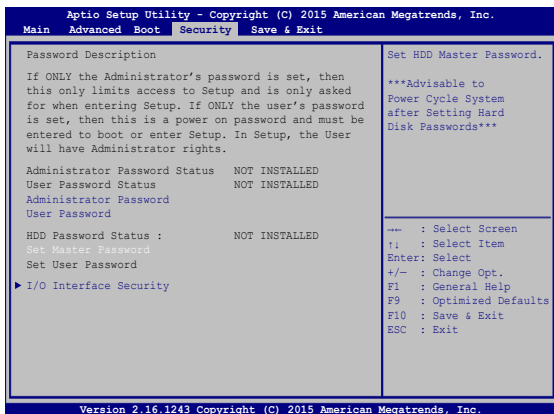 Aptio Setup Utility - Copyright (C) 2015 American Megatrends, Inc.
Main Advanced Boot Security Save & Exit
Password Description
If ONLY the Administrator's password is set, then
this only limits access to Setup and is only asked
for when entering Setup. If ONLY the user's password
is set, then this is a power on password and must be
entered to boot or enter Setup. In Setup, the User
will have Administrator rights.
Administrator Password Status NOT INSTALLED
User Password Status NOT INSTALLED
Administrator Password
User Password
HDD Password Status : NOT INSTALLED
Set Master Password
Set User Password
I/O Interface Security
Set HDD Master Password.
***Advisable to
Power Cycle System
after Setting Hard
Disk Passwords***
→← : Select Screen
↑↓ : Select Item
Enter: Select
+/— : Change Opt.
F1 : General Help
F9 : Optimized Defaults
F10 : Save & Exit
ESC : Exit
Version 2.16.1243 Copyright (C) 2015 American Megatrends, Inc.